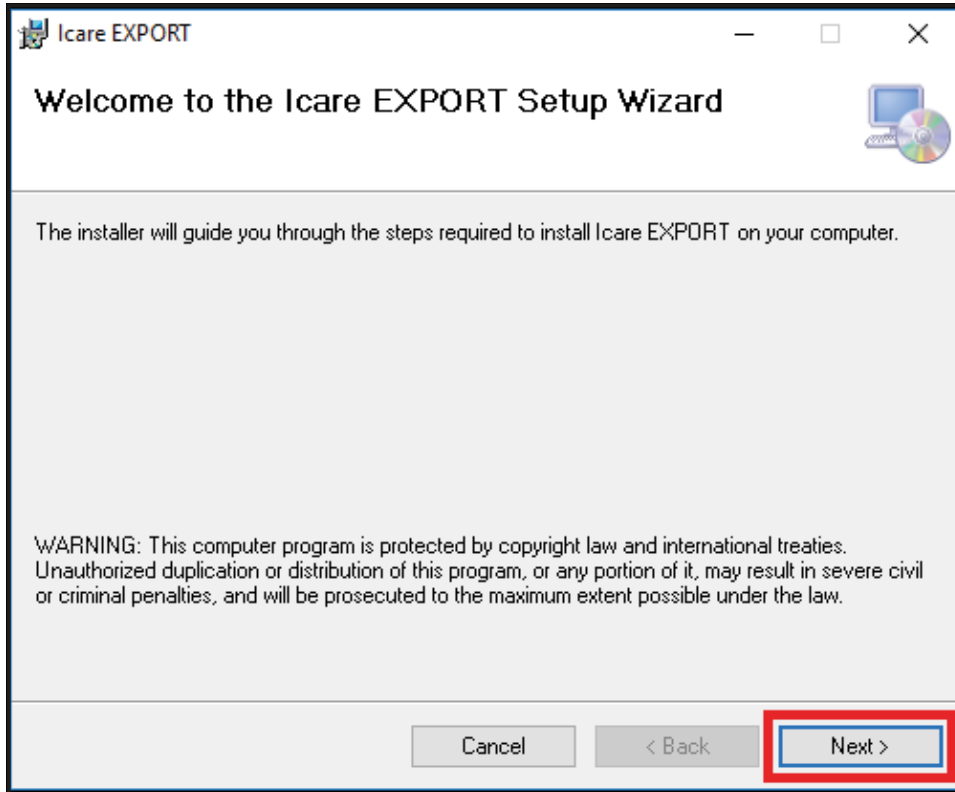 Icare EXPORT
Welcome to the Icare EXPORT Setup Wizard
The installer will guide you through the steps required to install Icare EXPORT on your computer.
WARNING: This computer program is protected by copyright law and international treaties.
Unauthorized duplication or distribution of this program, or any portion of it, may result in severe civil
or criminal penalties, and will be prosecuted to the maximum extent possible under the law.
Cancel < Back Next >